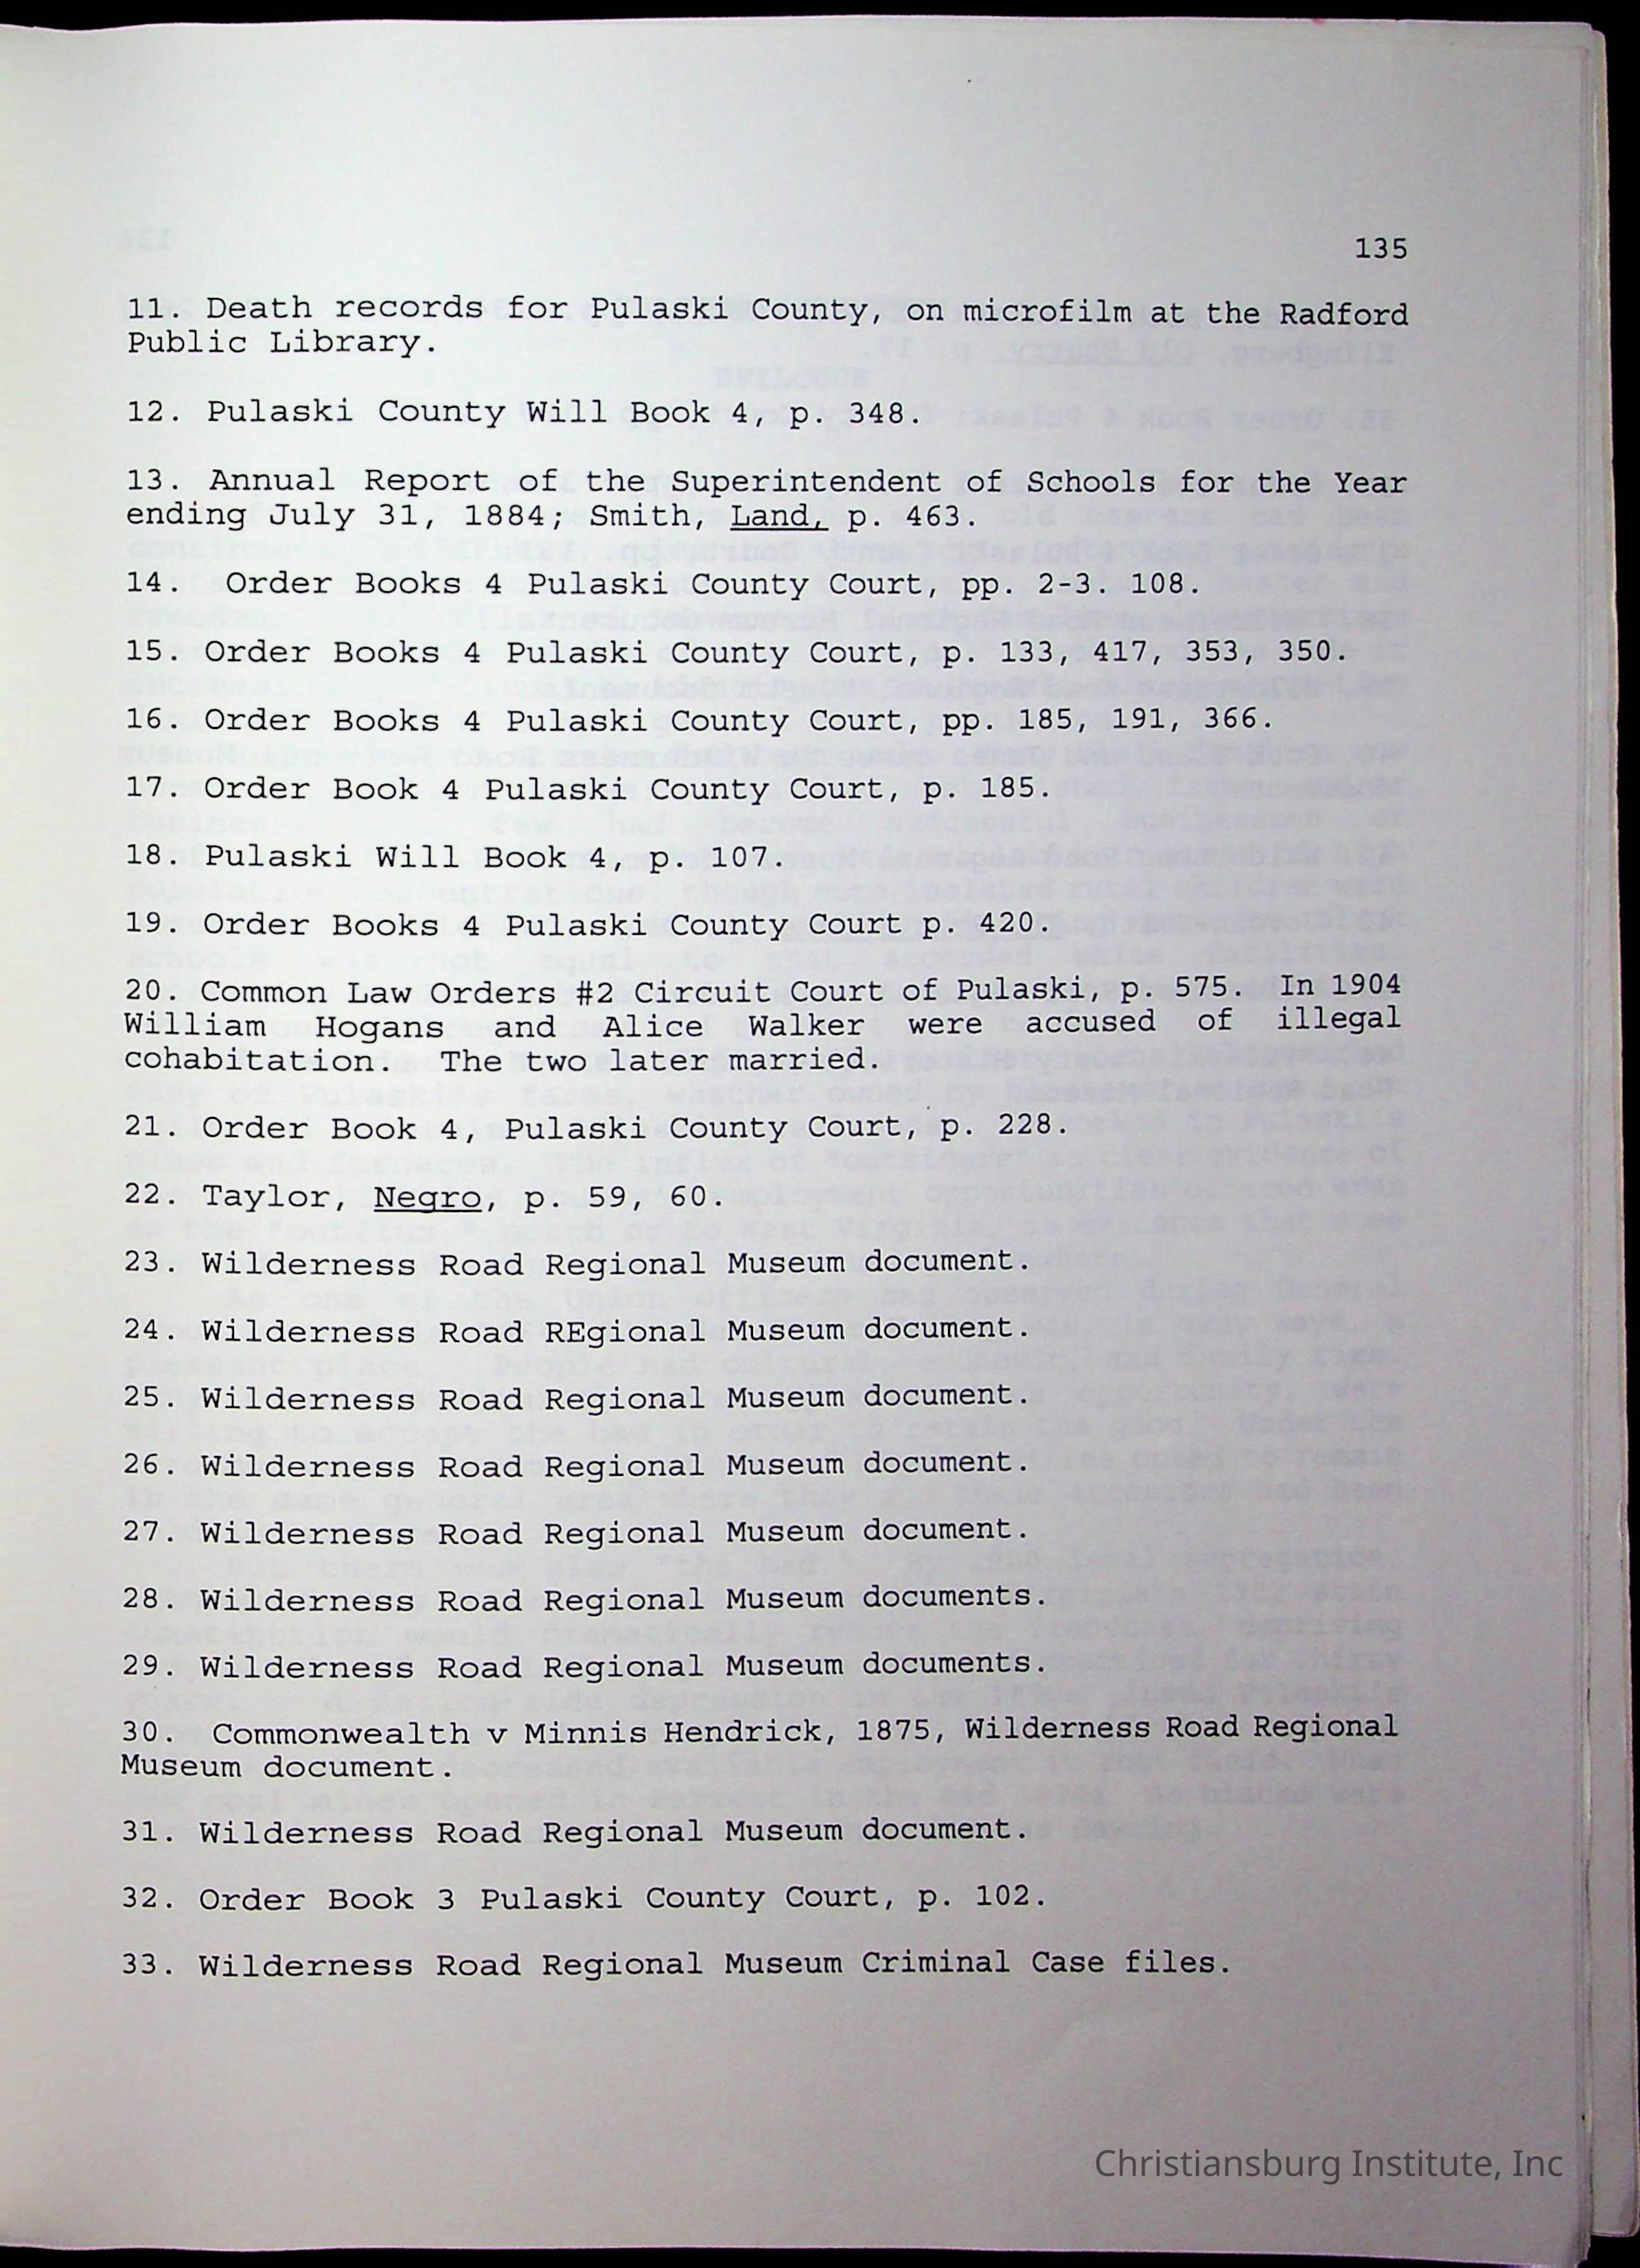 135
11. Death records for Pulaski County, on microfilm at the Radford
Public Library.
12. Pulaski County Will Book 4, p. 348.
13. Annual Report of the Superintendent of Schools for the Year
ending July 31, 1884; Smith, Land, p. 463.
14. Order Books 4 Pulaski County Court, pp. 2-3. 108.
15. Order Books 4 Pulaski County Court, p. 133, 417, 353, 350.
16. Order Books 4 Pulaski County Court, pp. 185, 191, 366.
17. Order Book 4 Pulaski County Court, p. 185.
18. Pulaski Will Book 4, p. 107.
19. Order Books 4 Pulaski County Court p. 420.
20. Common Law Orders #2 Circuit Court of Pulaski, p. 575. In 1904
William Hogans and Alice Walker were accused of illegal
cohabitation. The two later married.
21. Order Book 4, Pulaski County Court, p. 228.
22. Taylor, Negro, p. 59, 60.
23. Wilderness Road Regional Museum document.
24. Wilderness Road REgional Museum document.
25. Wilderness Road Regional Museum document.
26. Wilderness Road Regional Museum document.
27. Wilderness Road Regional Museum document.
28. Wilderness Road Regional Museum documents.
29. Wilderness Road Regional Museum documents.
30. Commonwealth v Minnis Hendrick, 1875, Wilderness Road Regional
Museum document.
31. Wilderness Road Regional Museum document.
32. Order Book 3 Pulaski County Court, p. 102.
33. Wilderness Road Regional Museum Criminal Case files.
Christiansburg Institute, Inc